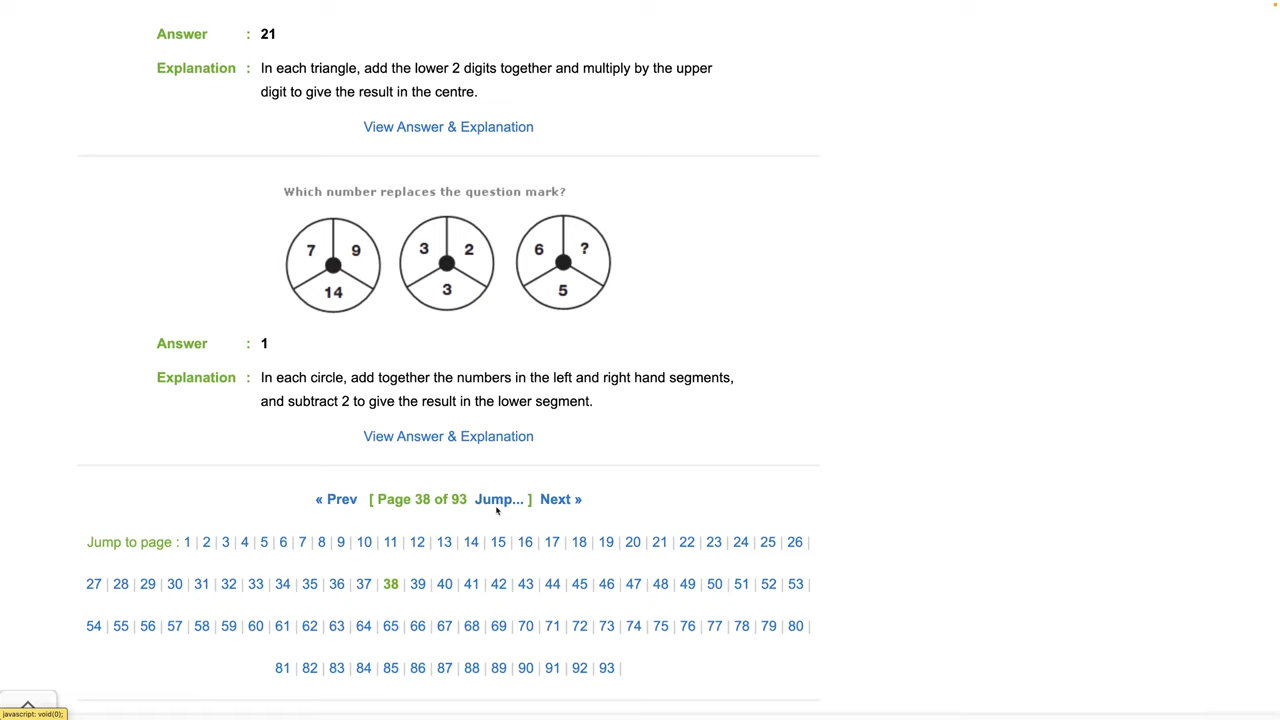 Answer : 21
Explanation : In each triangle, add the lower 2 digits together and multiply by the upper
digit to give the result in the centre.
View Answer & Explanation
Which number replaces the question mark?
7 9 3 2 6 ?
14 3 5
Answer : 1
Explanation : In each circle, add together the numbers in the left and right hand segments,
and subtract 2 to give the result in the lower segment.
View Answer & Explanation
« Prev [ Page 38 of 93 Jump... ] Next »
Jump to page : 1 | 2 | 3 | 4 | 5 | 6 | 7 | 8 | 9 | 10 | 11 | 12 | 13 | 14 | 15 | 16 | 17 | 18 | 19 | 20 | 21 | 22 | 23 | 24 | 25 | 26 |
27 | 28 | 29 | 30 | 31 | 32 | 33 | 34 | 35 | 36 | 37 | 38 | 39 | 40 | 41 | 42 | 43 | 44 | 45 | 46 | 47 | 48 | 49 | 50 | 51 | 52 | 53 |
54 | 55 | 56 | 57 | 58 | 59 | 60 | 61 | 62 | 63 | 64 | 65 | 66 | 67 | 68 | 69 | 70 | 71 | 72 | 73 | 74 | 75 | 76 | 77 | 78 | 79 | 80 |
81 | 82 | 83 | 84 | 85 | 86 | 87 | 88 | 89 | 90 | 91 | 92 | 93 |
javascript: void(0);